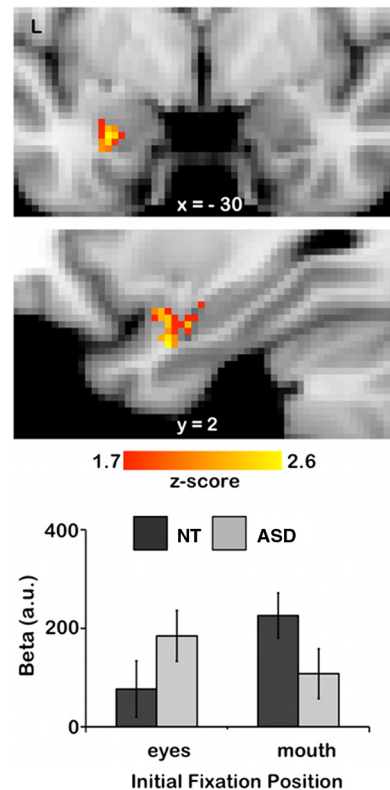 L
x = - 30
y = 2
1.7 2.6
z-score
NT ASD
400
200
0
Beta (a.u.)
eyes mouth
Initial Fixation Position